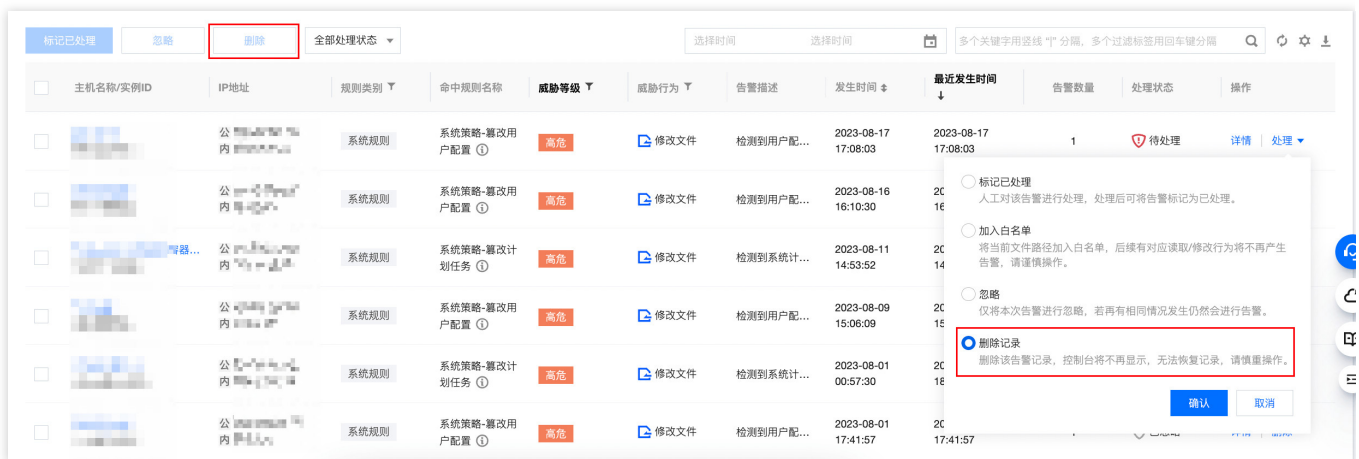 标记已处理 忽略 删除 全部处理状态 选择时间 选择时间 多个关键字用竖线 "|" 分隔，多个过滤标签用回车键分隔
主机名称/实例ID IP地址 规则类别 命中规则名称 威胁等级 威胁行为 告警描述 发生时间 最近发生时间 告警数量 处理状态 操作
公 系统规则 系统策略-篡改用 高危 修改文件 检测到用户配... 2023-08-17 2023-08-17 1 待处理 详情 处理
内 户配置 17:08:03 17:08:03
公 系统规则 系统策略-篡改用 高危 修改文件 检测到用户配... 2023-08-16 20
内 户配置 16:10:30 16
公 系统规则 系统策略-篡改计 高危 修改文件 检测到系统计... 2023-08-11 20
内 划任务 14:53:52 14
公 系统规则 系统策略-篡改用 高危 修改文件 检测到用户配... 2023-08-09 20
内 户配置 15:06:09 15
公 系统规则 系统策略-篡改计 高危 修改文件 检测到系统计... 2023-08-01 20
内 划任务 00:57:30 18
公 系统规则 系统策略-篡改用 高危 修改文件 检测到用户配... 2023-08-01 20
内 户配置 17:41:57 17:41:57
标记已处理
人工对该告警进行处理，处理后可将告警标记为已处理。
加入白名单
将当前文件路径加入白名单，后续有对应读取/修改行为将不再产生
告警，请谨慎操作。
忽略
仅将本次告警进行忽略，若再有相同情况发生仍然会进行告警。
删除记录
删除该告警记录，控制台将不再显示，无法恢复记录，请慎重操作。
确认 取消